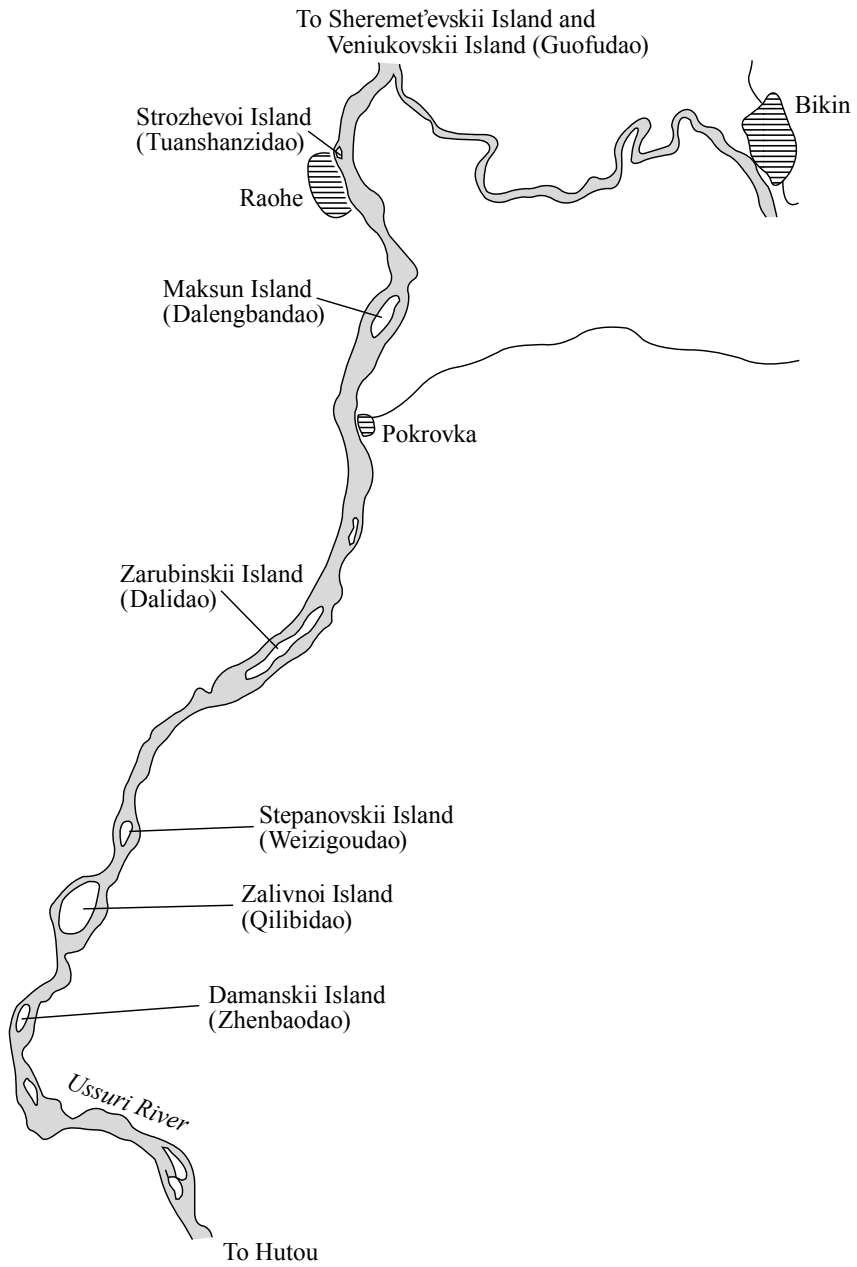 To Sheremet'evskii Island and
Veniukovskii Island (Guofudao)
Bikin
Strozhevoi Island
(Tuanshanzidao)
Raohe
Maksun Island
(Dalengbandao)
Pokrovka
Zarubinskii Island
(Dalidao)
Stepanovskii Island
(Weizigoudao)
Zalivnoi Island
(Qilibidao)
Damanskii Island
(Zhenbaodao)
Ussuri River
To Hutou